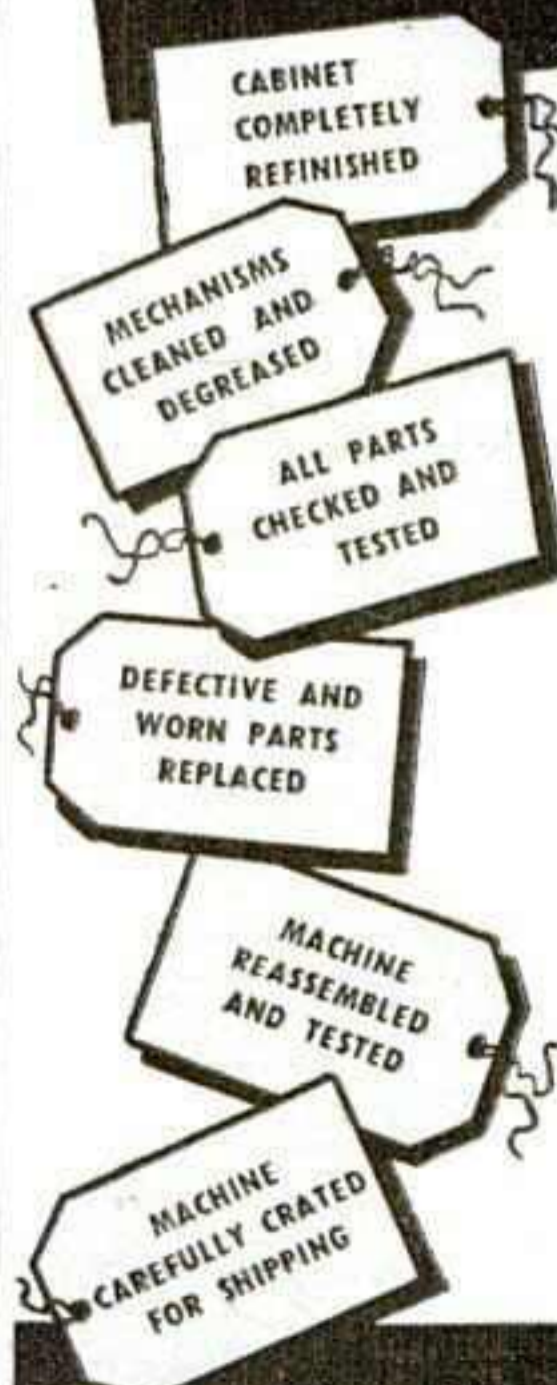 CABINET
COMPLETELY
REFINISHED
MECHANISMS
CLEANED AND
DEGREASED
ALL PARTS
CHECKED AND
TESTED
DEFECTIVE AND
WORN PARTS
REPLACED
MACHINE
REASSEMBLED
AND TESTED
MACHINE
CAREFULLY CRATED
FOR SHIPPING